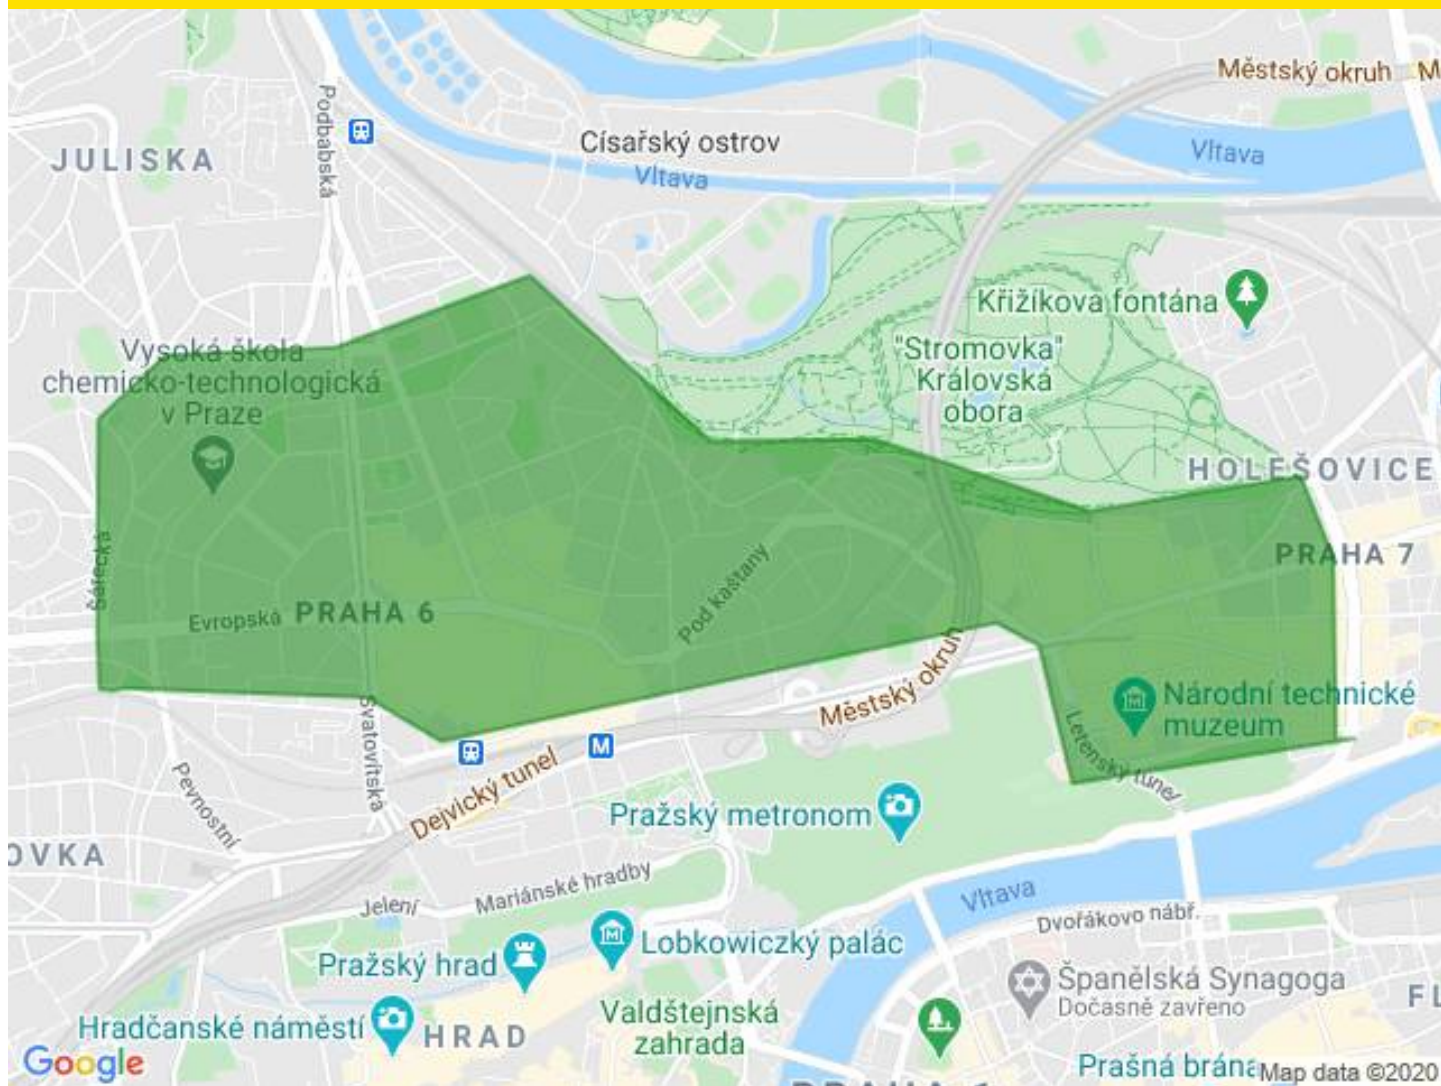 Městský okruh
M
Podbabská
JULISKA
Císařský ostrov
Vltava
Vltava
Křižíkova fontána
"Stromovka"
Královská
obora
Vysoká škola
chemicko-technologická
v Praze
HOLEŠOVICE
PRAHA 7
Šárecká
Evropská
PRAHA 6
Pod kaštany
Městský okruh
Národní technické
muzeum
Letenský tunel
Svatovítská
M
Dejvický tunel
Pevnostní
Pražský metronom
OVKA
Mariánské hradby
Jelení
Vltava
Dvořákovo nábř.
Lobkowiczký palác
Pražský hrad
Španělská Synagoga
Dočasně zavřeno
FL
Valdštejnská
zahrada
Hradčanské náměstí
HRAD
Google
Prašná brána
Map data ©2020